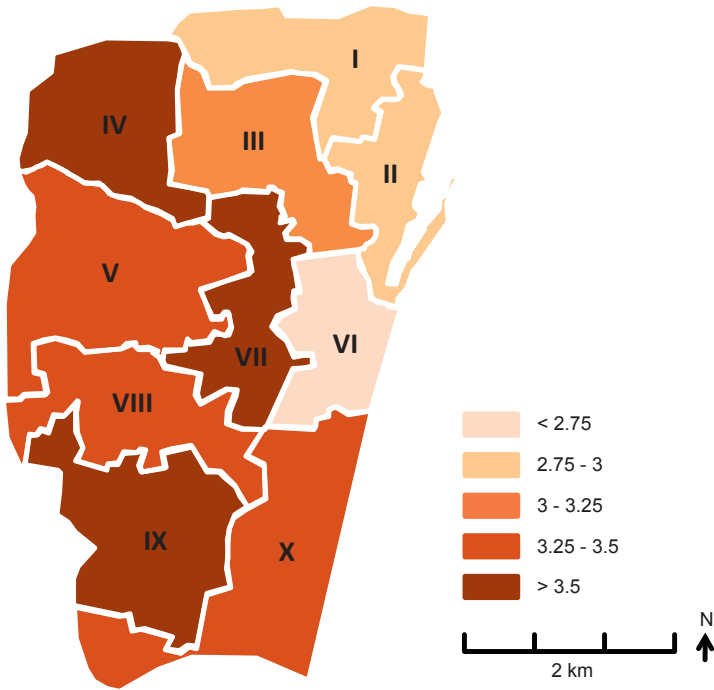 I
IV
III
II
V
VI
VII
VIII
IX
X
< 2.75
2.75 - 3
3 - 3.25
3.25 - 3.5
> 3.5
N
2 km